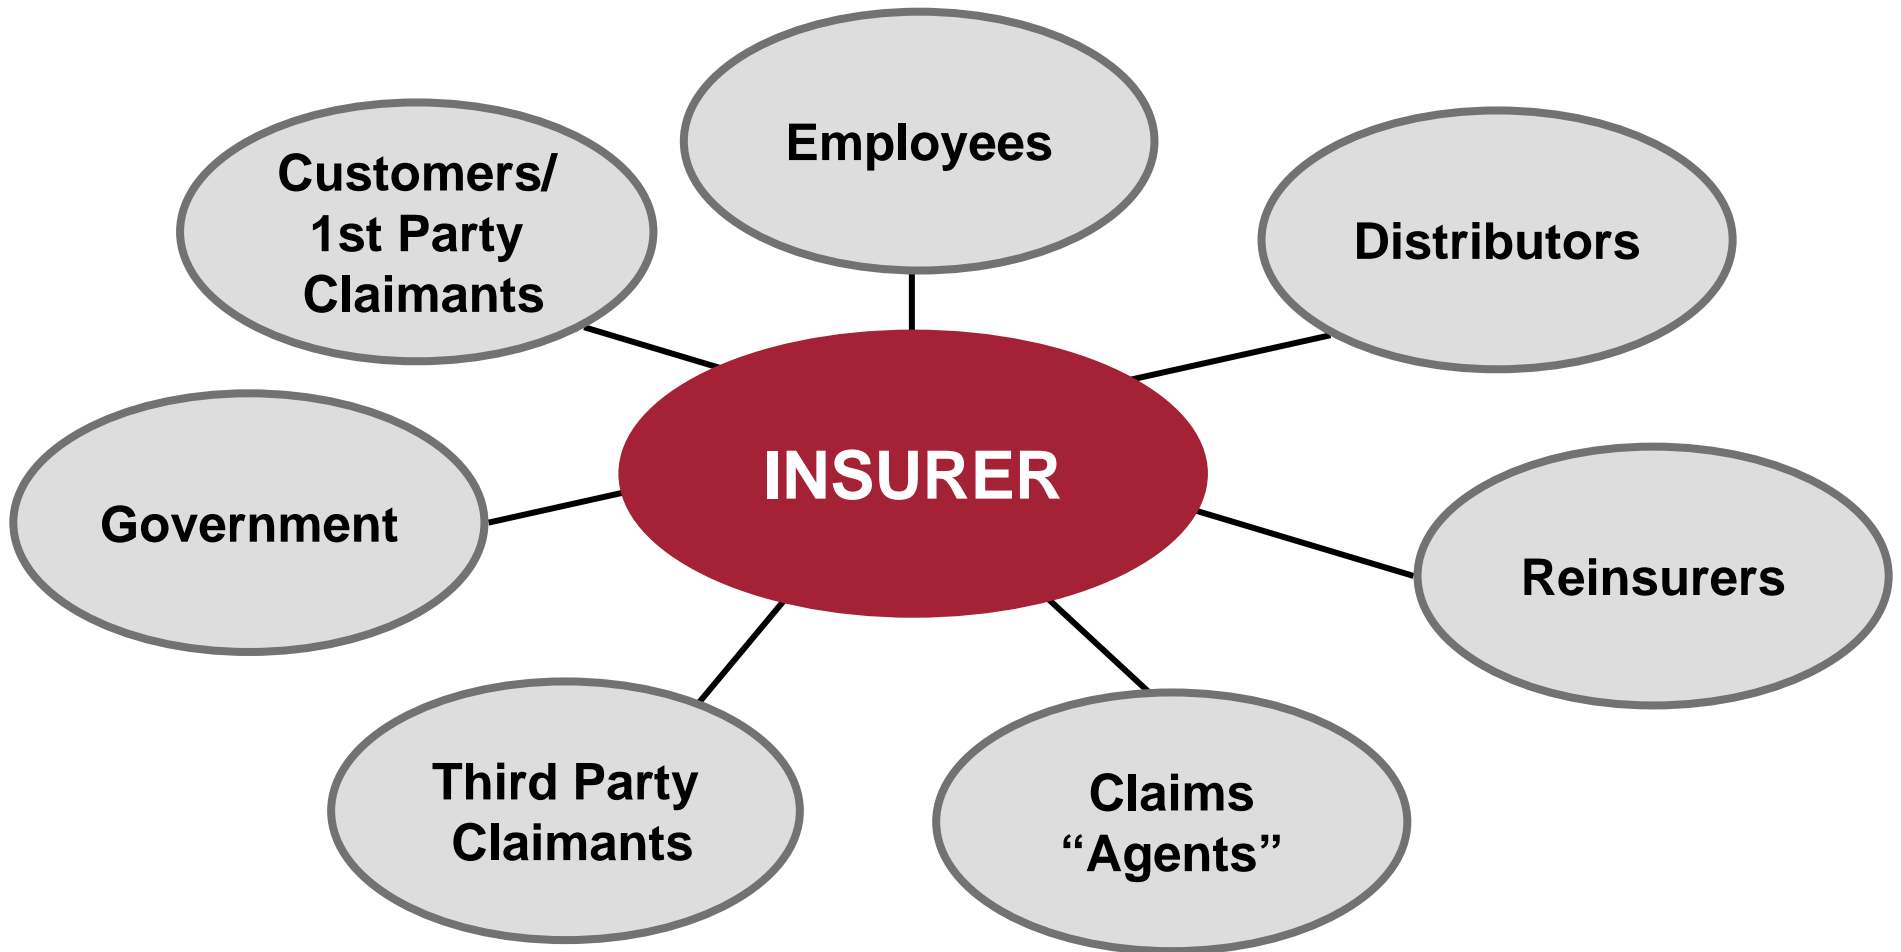 Employees
Customers/
1st Party
Claimants
Distributors
INSURER
Government
Reinsurers
Third Party
Claimants
Claims
“Agents”